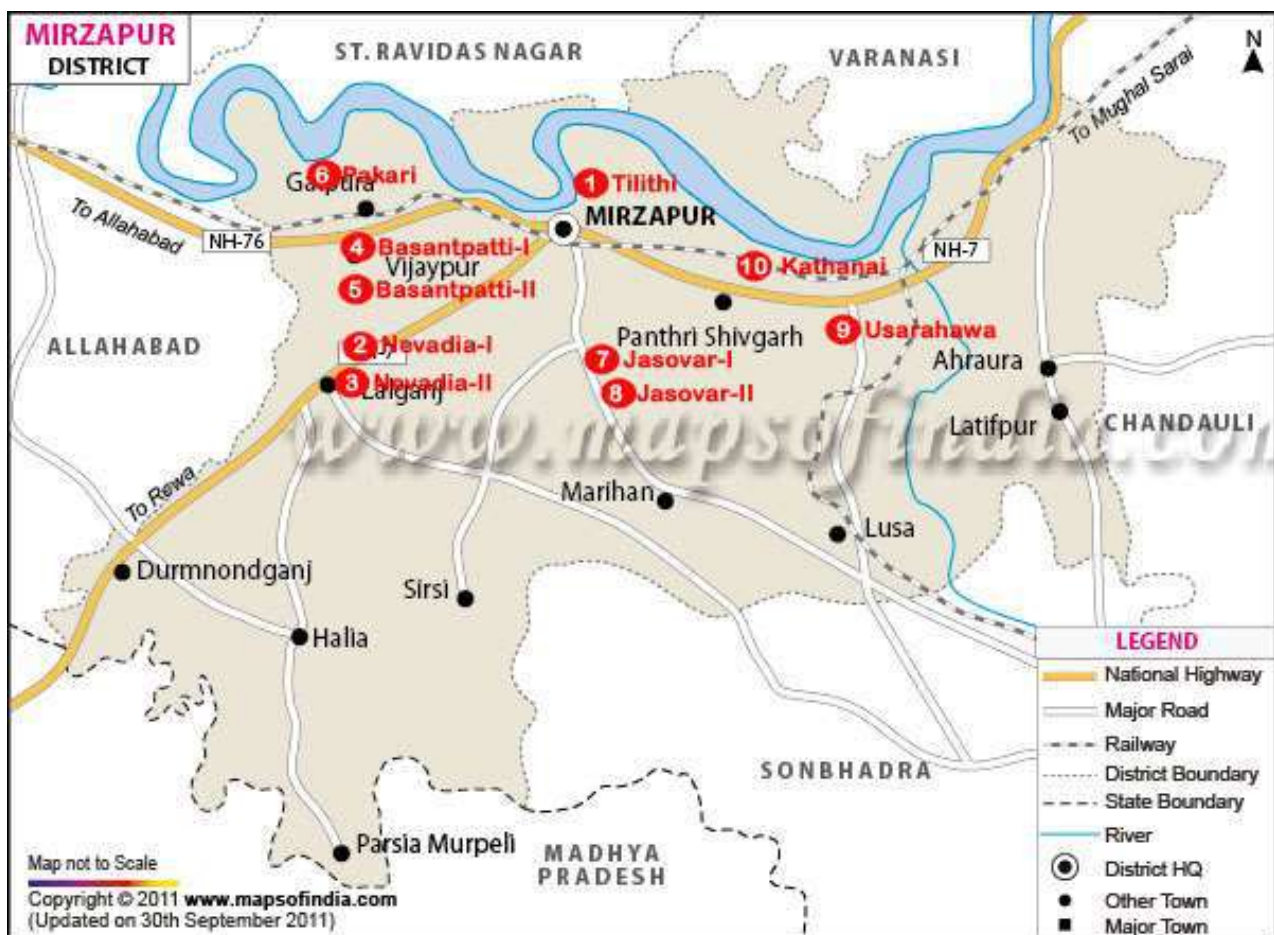 MIRZAPUR
DISTRICT
ST. RAVIDAS NAGAR
VARANASI
N
To Mughal Sarai
6 Pakari
1 Tilithi
MIRZAPUR
To Allahabad
NH-76
4 Basantpatti-I
Vijaypur
10 Kathanai
NH-7
5 Basantpatti-II
ALLAHABAD
2 Nevadia-I
Panthri Shivgarh
9 Usarahawa
7 Jasovar-I
Ahraura
3 Nevadia-II
Lalganj
8 Jasovar-II
Latifpur
CHANDAULI
www.mapsofindia.com
To Rewa
Marihan
Lusa
Durmnondganj
Sirsi
Halia
LEGEND
National Highway
Major Road
Railway
District Boundary
State Boundary
River
District HQ
Other Town
Major Town
SONBHADRA
Parsia Murpeli
MADHYA
PRADESH
Map not to Scale
Copyright © 2011 www.mapsofindia.com
(Updated on 30th September 2011)